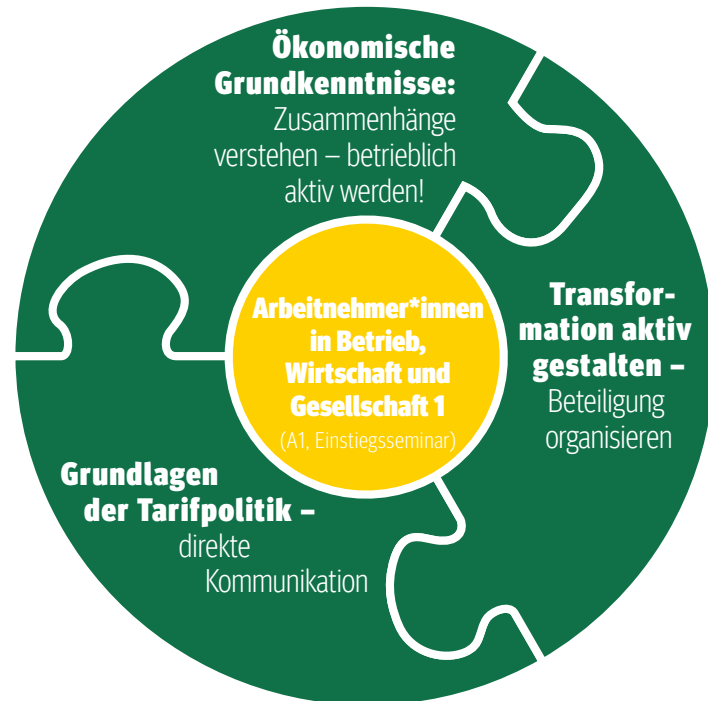 Ökonomische
Grundkenntnisse:
Zusammenhänge
verstehen – betrieblich
aktiv werden!
Arbeitnehmer*innen
in Betrieb,
Wirtschaft und
Gesellschaft 1
(A1, Einstiegsseminar)
Transfor-
mation aktiv
gestalten –
Beteiligung
organisieren
Grundlagen
der Tarifpolitik –
direkte
Kommunikation